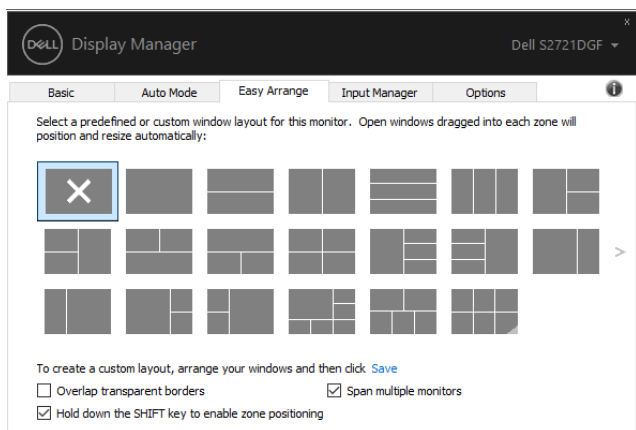 x
DELL Display Manager Dell S2721DGF
Basic Auto Mode Easy Arrange Input Manager Options i
Select a predefined or custom window layout for this monitor. Open windows dragged into each zone will
position and resize automatically:
To create a custom layout, arrange your windows and then click Save
Overlap transparent borders Span multiple monitors
Hold down the SHIFT key to enable zone positioning